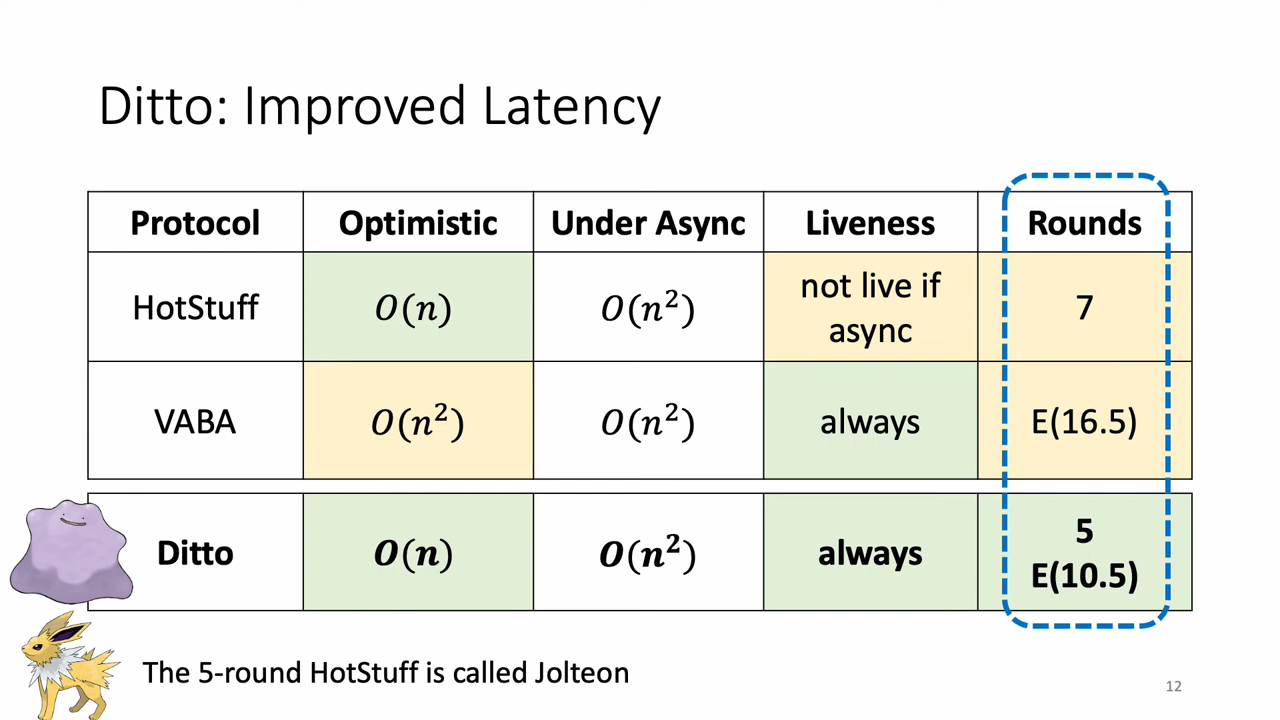 Ditto: Improved Latency
Protocol Optimistic Under Async Liveness Rounds
HotStuff O(n) O(n²) not live if async 7
VABA O(n²) O(n²) always E(16.5)
Ditto O(n) O(n²) always 5 E(10.5)
The 5-round HotStuff is called Jolteon
12